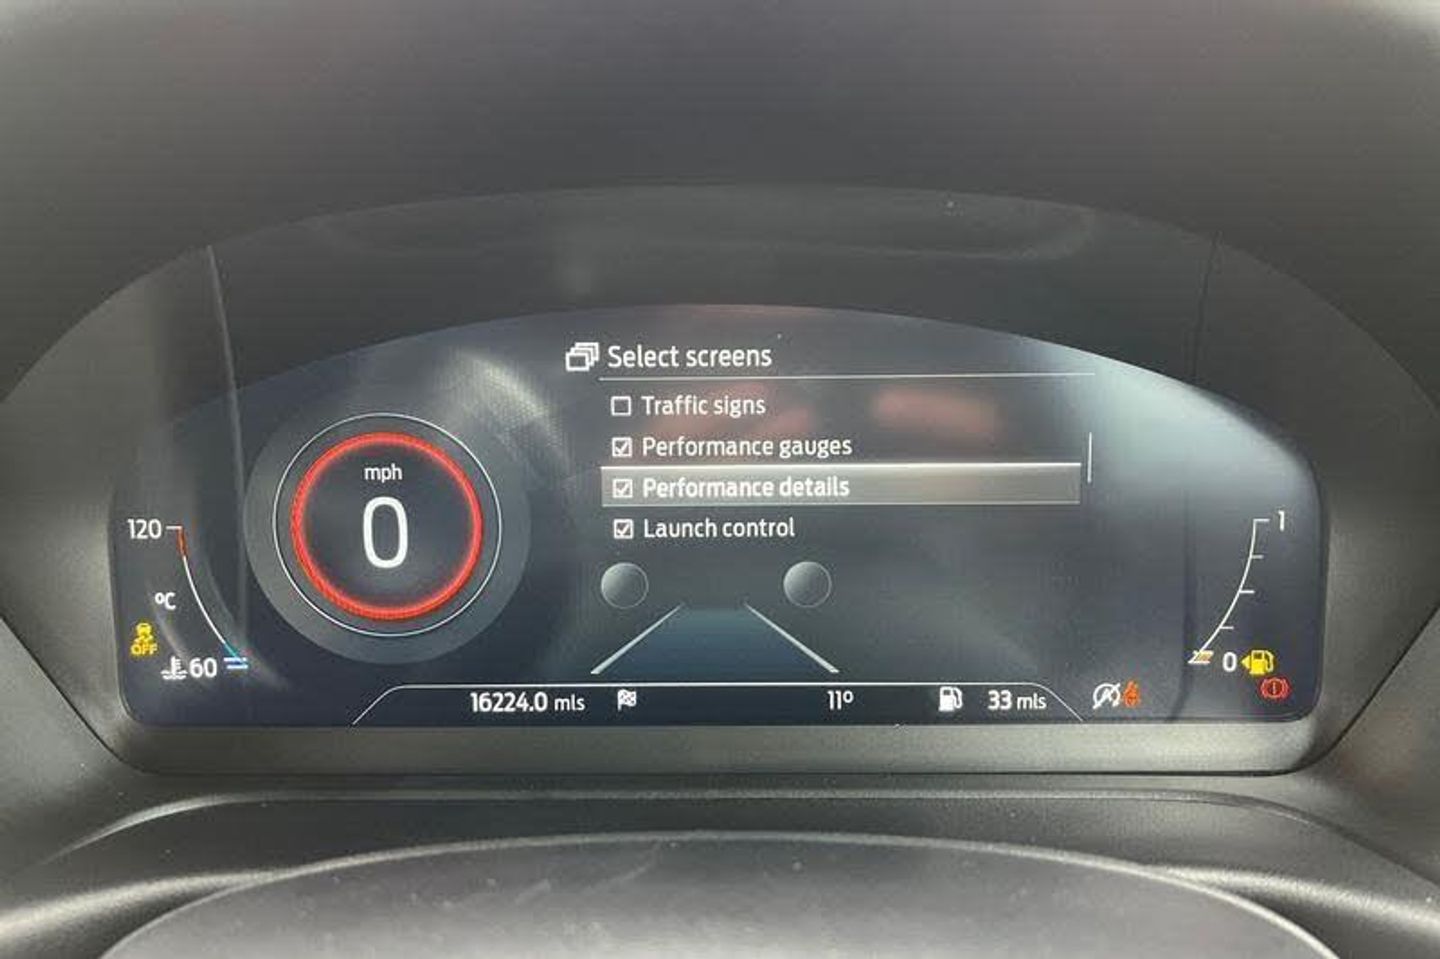 Select screens
Traffic signs
Performance gauges
Performance details
Launch control
mph
0
120
°C
OFF
60
1
0
16224.0 mls
11°
33 mls